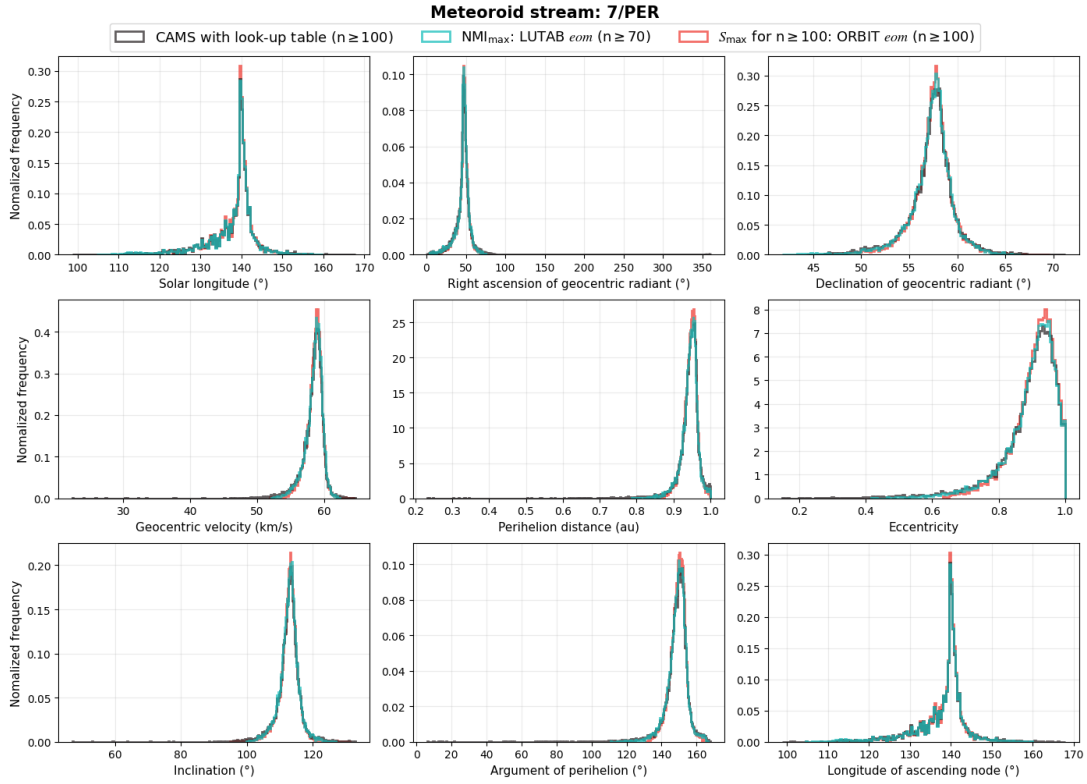 Meteoroid stream: 7/PER
CAMS with look-up table (n ≥ 100)
NMImax: LUTAB eom (n ≥ 70)
Smax for n ≥ 100: ORBIT eom (n ≥ 100)
Nomalized frequency
0.30
0.25
0.20
0.15
0.10
0.05
0.00
100 110 120 130 140 150 160 170
Solar longitude (°)
0.10
0.08
0.06
0.04
0.02
0.00
0 50 100 150 200 250 300 350
Right ascension of geocentric radiant (°)
0.30
0.25
0.20
0.15
0.10
0.05
0.00
45 50 55 60 65 70
Declination of geocentric radiant (°)
Nomalized frequency
0.4
0.3
0.2
0.1
0.0
30 40 50 60
Geocentric velocity (km/s)
25
20
15
10
5
0
0.2 0.3 0.4 0.5 0.6 0.7 0.8 0.9 1.0
Perihelion distance (au)
8
7
6
5
4
3
2
1
0
0.2 0.4 0.6 0.8 1.0
Eccentricity
Nomalized frequency
0.20
0.15
0.10
0.05
0.00
60 80 100 120
Inclination (°)
0.10
0.08
0.06
0.04
0.02
0.00
0 20 40 60 80 100 120 140 160
Argument of perihelion (°)
0.30
0.25
0.20
0.15
0.10
0.05
0.00
100 110 120 130 140 150 160 170
Longitude of ascending node (°)